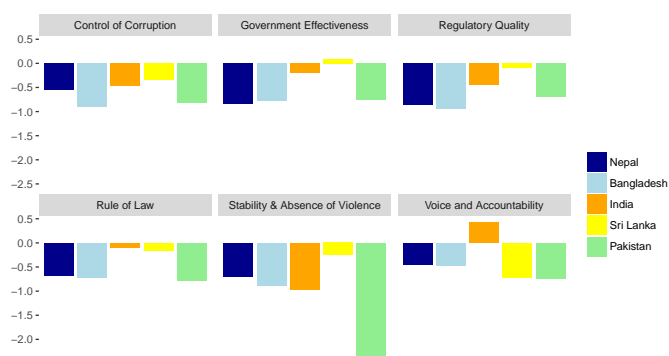 Control of Corruption
Government Effectiveness
Regulatory Quality
0.5
0.0
−0.5
−1.0
−1.5
−2.0
−2.5
Rule of Law
Stability & Absence of Violence
Voice and Accountability
0.5
0.0
−0.5
−1.0
−1.5
−2.0
Nepal
Bangladesh
India
Sri Lanka
Pakistan